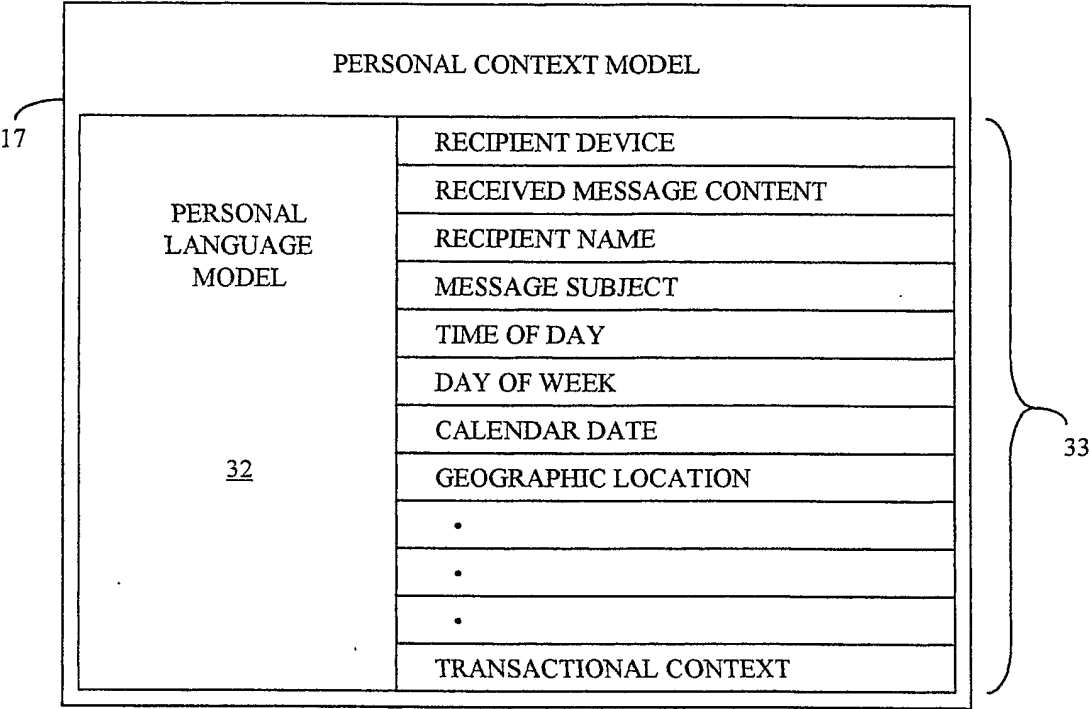 PERSONAL CONTEXT MODEL
17
PERSONAL
LANGUAGE
MODEL
32
RECIPIENT DEVICE
RECEIVED MESSAGE CONTENT
RECIPIENT NAME
MESSAGE SUBJECT
TIME OF DAY
DAY OF WEEK
CALENDAR DATE
GEOGRAPHIC LOCATION
•
•
•
TRANSACTIONAL CONTEXT
33